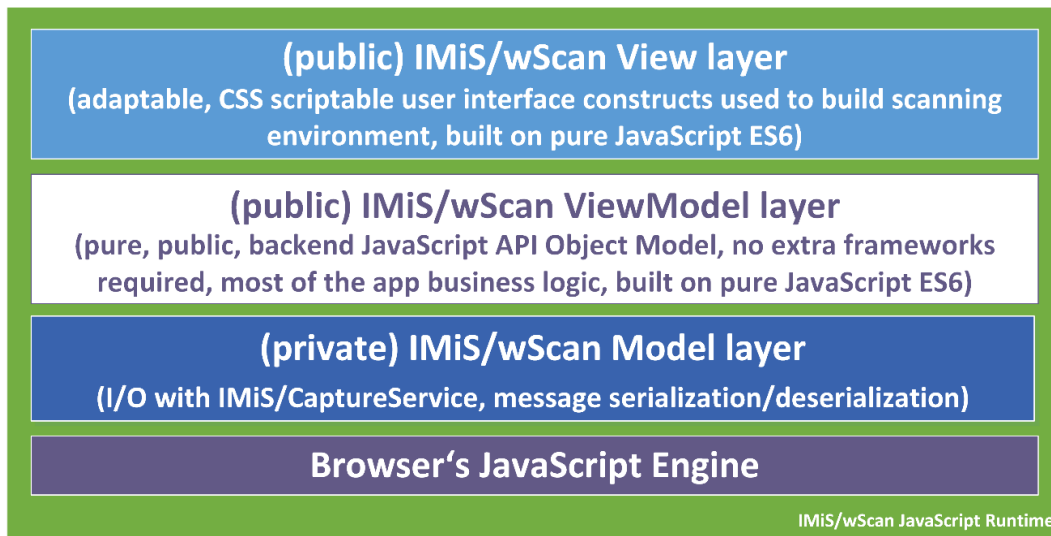 (public) IMiS/wScan View layer
(adaptable, CSS scriptable user interface constructs used to build scanning
environment, built on pure JavaScript ES6)
(public) IMiS/wScan ViewModel layer
(pure, public, backend JavaScript API Object Model, no extra frameworks
required, most of the app business logic, built on pure JavaScript ES6)
(private) IMiS/wScan Model layer
(I/O with IMiS/CaptureService, message serialization/deserialization)
Browser‘s JavaScript Engine
IMiS/wScan JavaScript Runtime